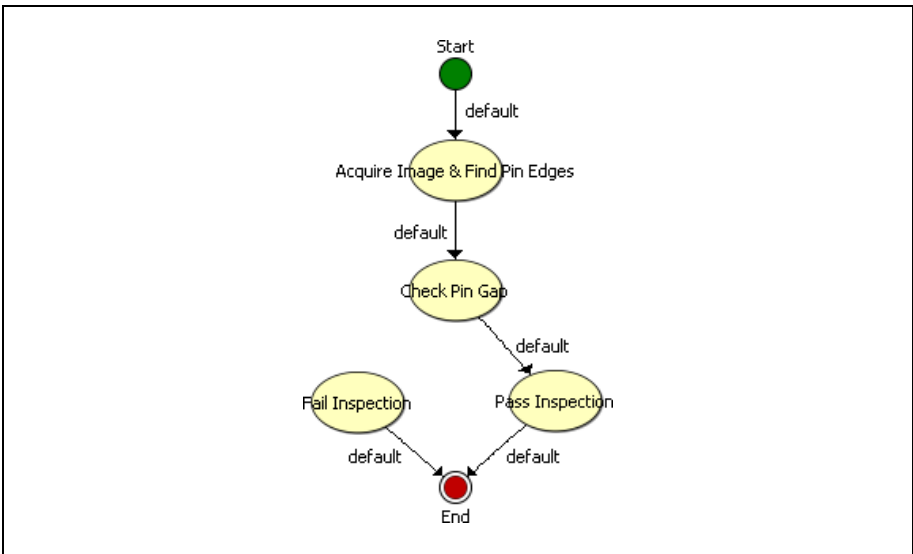 Start
default
Acquire Image & Find Pin Edges
default
Check Pin Gap
default
Fail Inspection
Pass Inspection
default
default
End